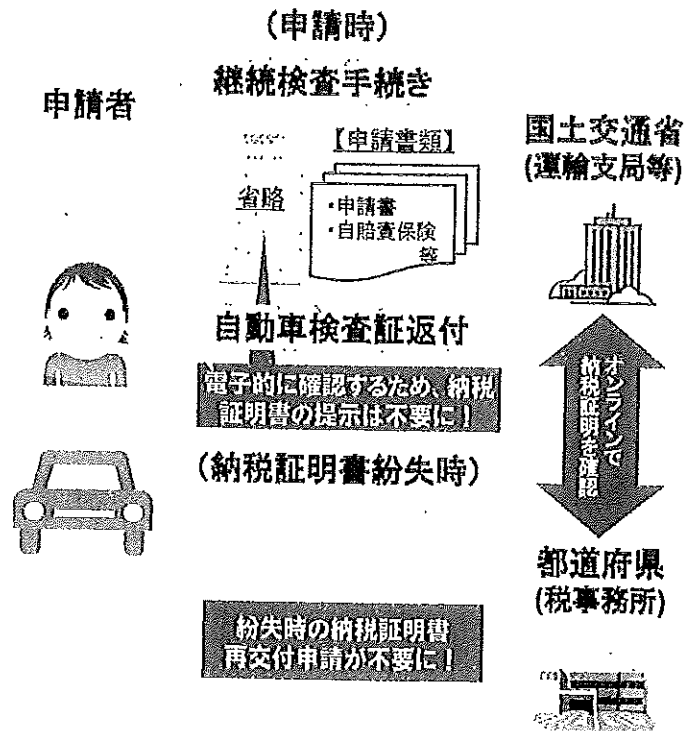 (申請時)
継続検査手続き
申請者
国土交通省
(運輸支局等)
【申請書類】
省略
・申請書
・自賠責保険
等
自動車検査証返付
電子的に確認するため、納税
証明書の提示は不要に！
オンラインで
納税証明を確認
(納税証明書紛失時)
都道府県
(税事務所)
紛失時の納税証明書
再交付申請が不要に！